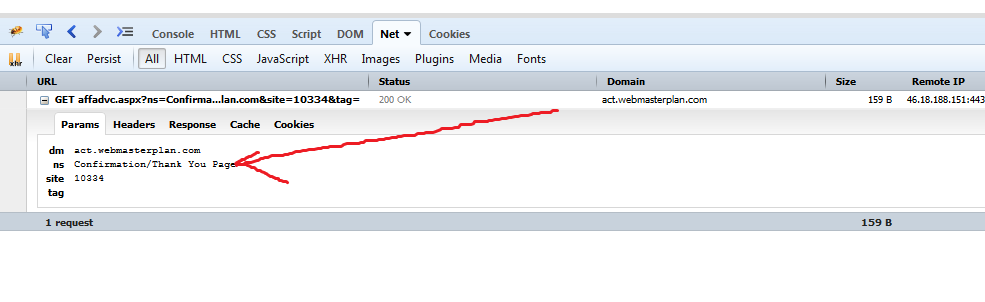 Console HTML CSS Script DOM Net Cookies
xhr Clear Persist All HTML CSS JavaScript XHR Images Plugins Media Fonts
URL Status Domain Size Remote IP
GET affadvc.aspx?ns=Confirma...lan.com&site=10334&tag= 200 OK act.webmasterplan.com 159 B 46.18.188.151:443
Params Headers Response Cache Cookies
dm act.webmasterplan.com
ns Confirmation/Thank You Page
site 10334
tag
1 request 159 B